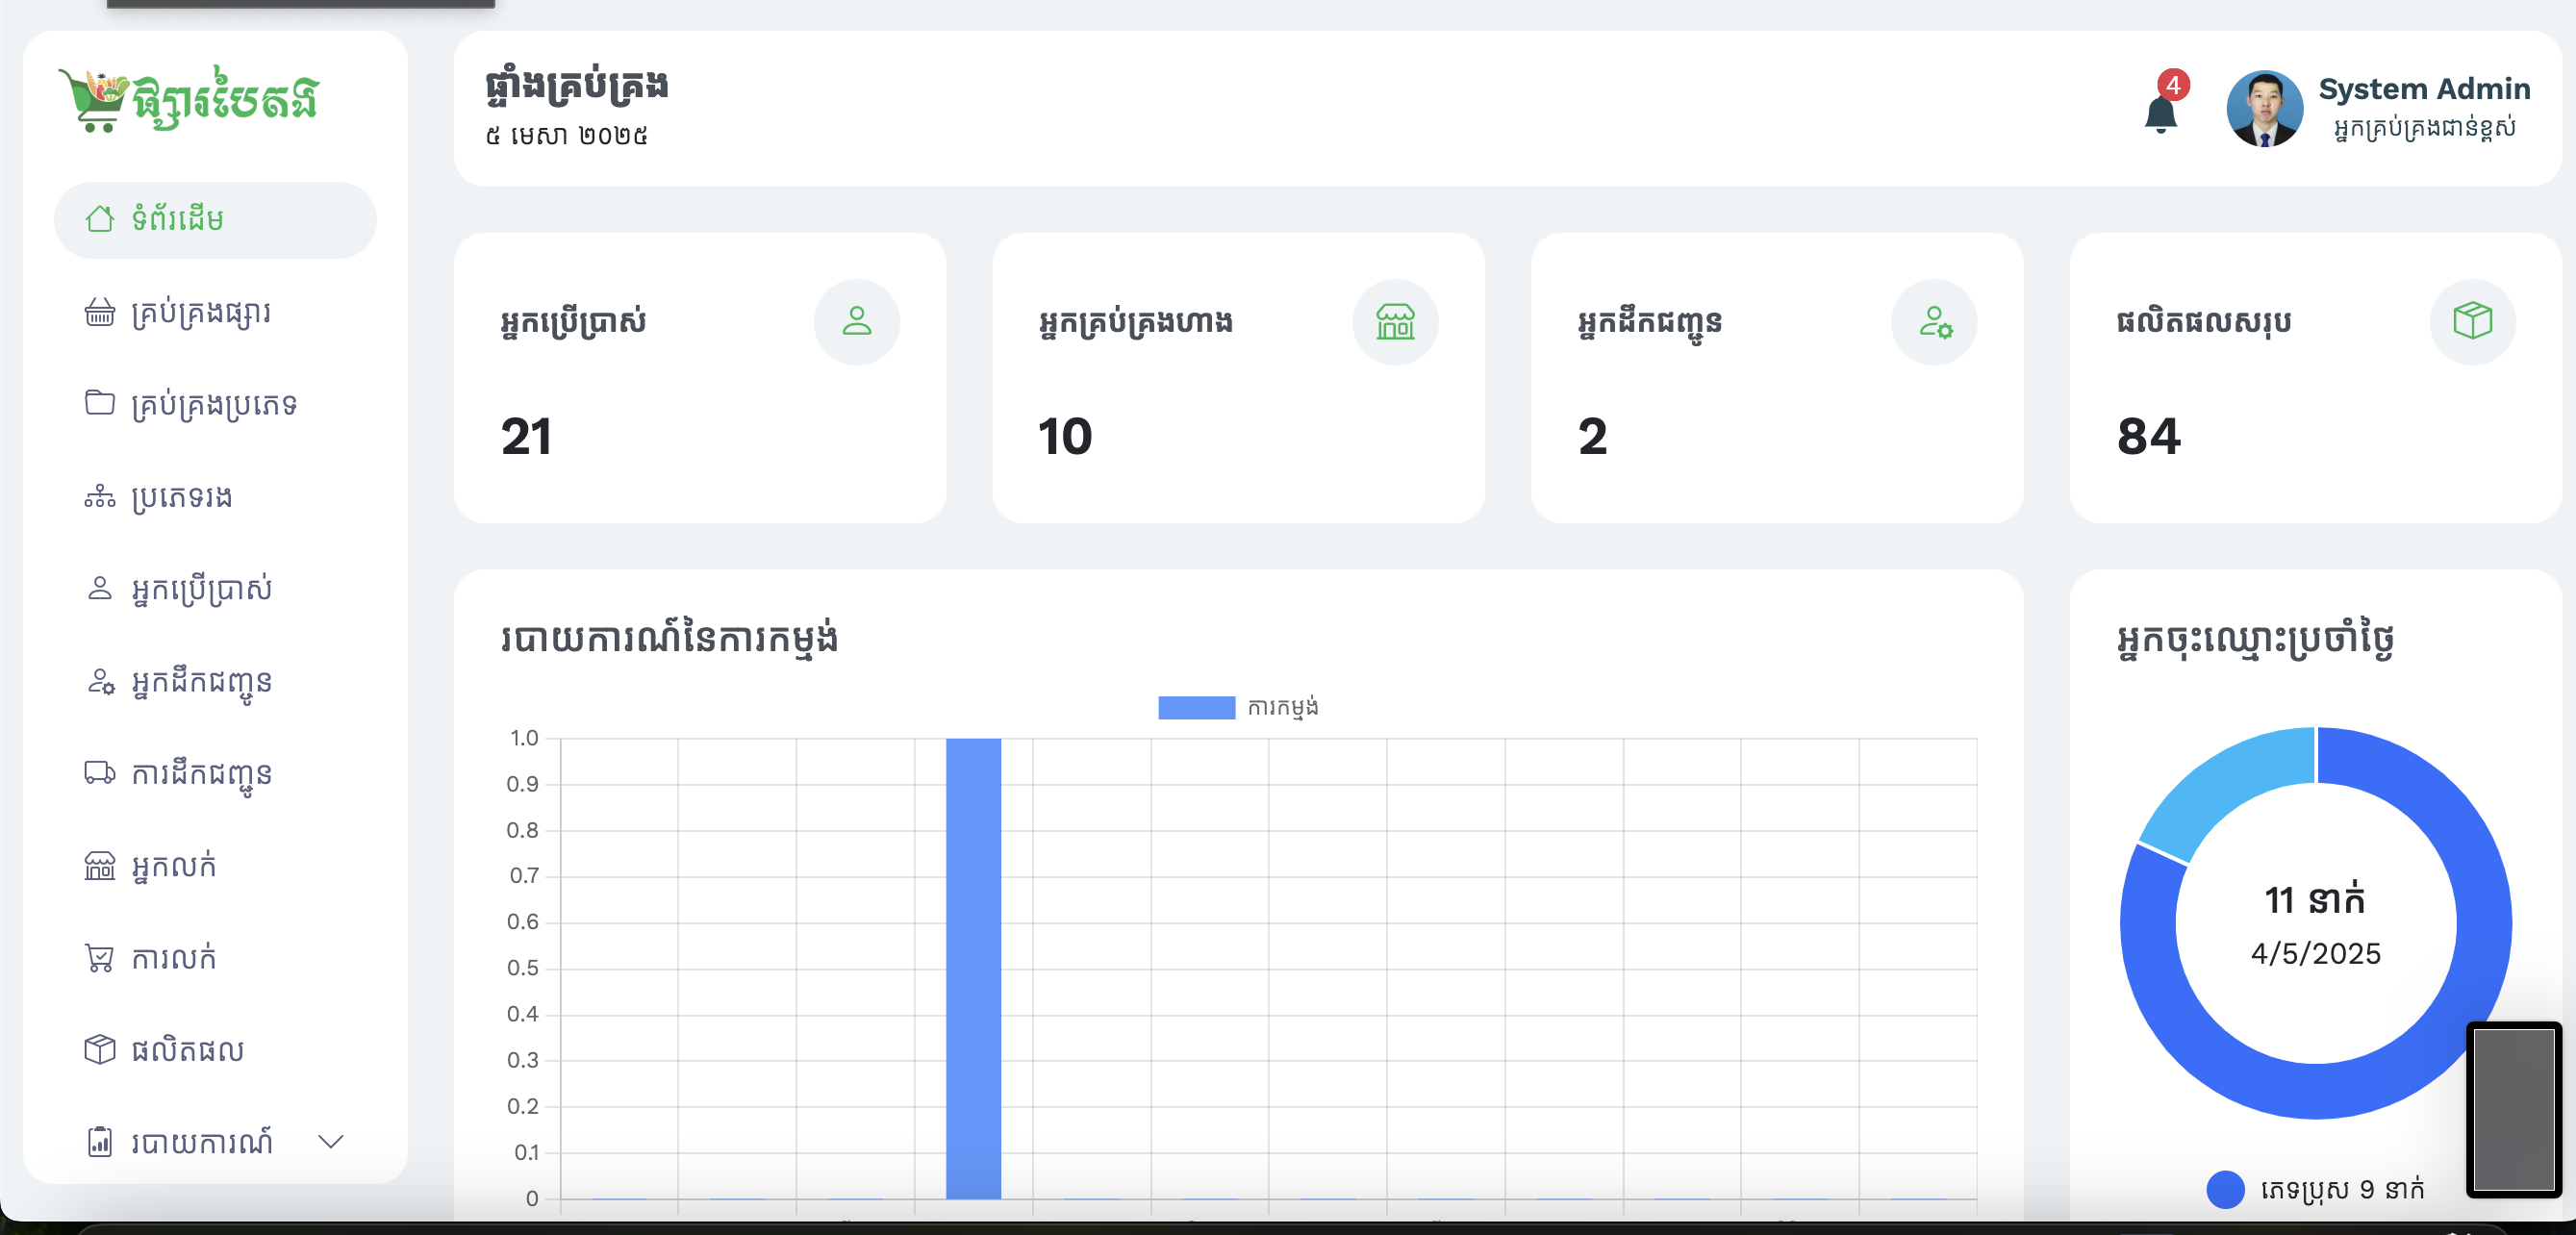 ផ្សារបៃតង
ទំព័រដើម
គ្រប់គ្រងផ្សារ
គ្រប់គ្រងប្រភេទ
ប្រភេទរង
អ្នកប្រើប្រាស់
អ្នកដឹកជញ្ជូន
ការដឹកជញ្ជូន
អ្នកលក់
ការលក់
ផលិតផល
របាយការណ៍
ផ្ទាំងគ្រប់គ្រង
៥ មេសា ២០២៥
4
System Admin
អ្នកគ្រប់គ្រងជាន់ខ្ពស់
អ្នកប្រើប្រាស់
21
អ្នកគ្រប់គ្រងហាង
10
អ្នកដឹកជញ្ជូន
2
ផលិតផលសរុប
84
របាយការណ៍នៃការកម្មង់
ការកម្មង់
1.0
0.9
0.8
0.7
0.6
0.5
0.4
0.3
0.2
0.1
0
អ្នកចុះឈ្មោះប្រចាំថ្ងៃ
11 នាក់
4/5/2025
ភេទប្រុស 9 នាក់